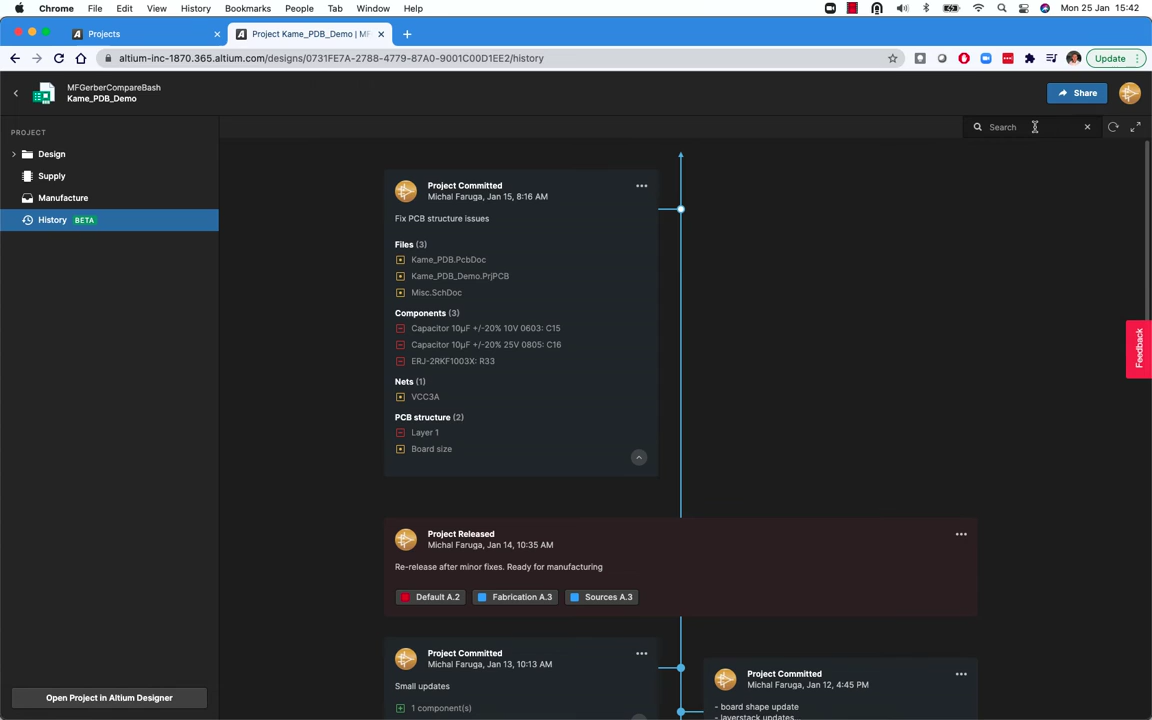 Chrome File Edit View History Bookmarks People Tab Window Help Mon 25 Jan 15:42
Projects
Project Kame_PDB_Demo | MF
altium-inc-1870.365.altium.com/designs/0731FE7A-2788-4779-87A0-9001C00D1EE2/history
Update
MFGerberCompareBash
Kame_PDB_Demo
Share
PROJECT
Design
Supply
Manufacture
History BETA
Search
Project Committed
Michal Faruga, Jan 15, 8:16 AM
Fix PCB structure issues
Files (3)
Kame_PDB.PcbDoc
Kame_PDB_Demo.PrjPCB
Misc.SchDoc
Components (3)
Capacitor 10µF +/-20% 10V 0603: C15
Capacitor 10µF +/-20% 25V 0805: C16
ERJ-2RKF1003X: R33
Nets (1)
VCC3A
PCB structure (2)
Layer 1
Board size
Feedback
Project Released
Michal Faruga, Jan 14, 10:35 AM
Re-release after minor fixes. Ready for manufacturing
Default A.2 Fabrication A.3 Sources A.3
Project Committed
Michal Faruga, Jan 13, 10:13 AM
Small updates
1 component(s)
Project Committed
Michal Faruga, Jan 12, 4:45 PM
- board shape update
- layerstack updates...
Open Project in Altium Designer